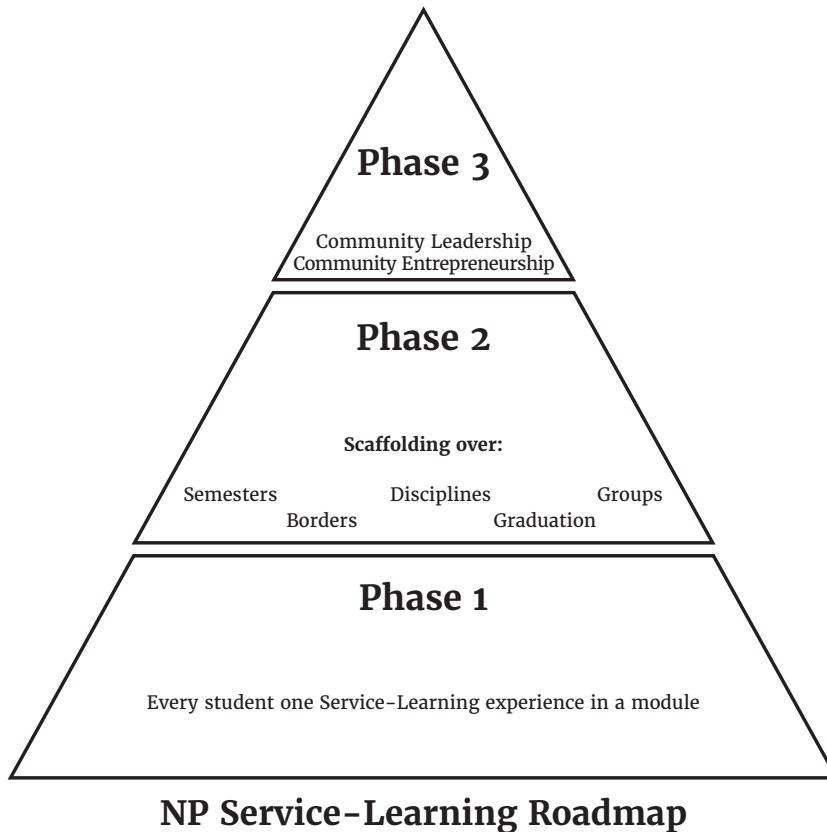 Phase 3
Community Leadership
Community Entrepreneurship
Phase 2
Scaffolding over:
Semesters Disciplines Groups
Borders Graduation
Phase 1
Every student one Service-Learning experience in a module
NP Service-Learning Roadmap